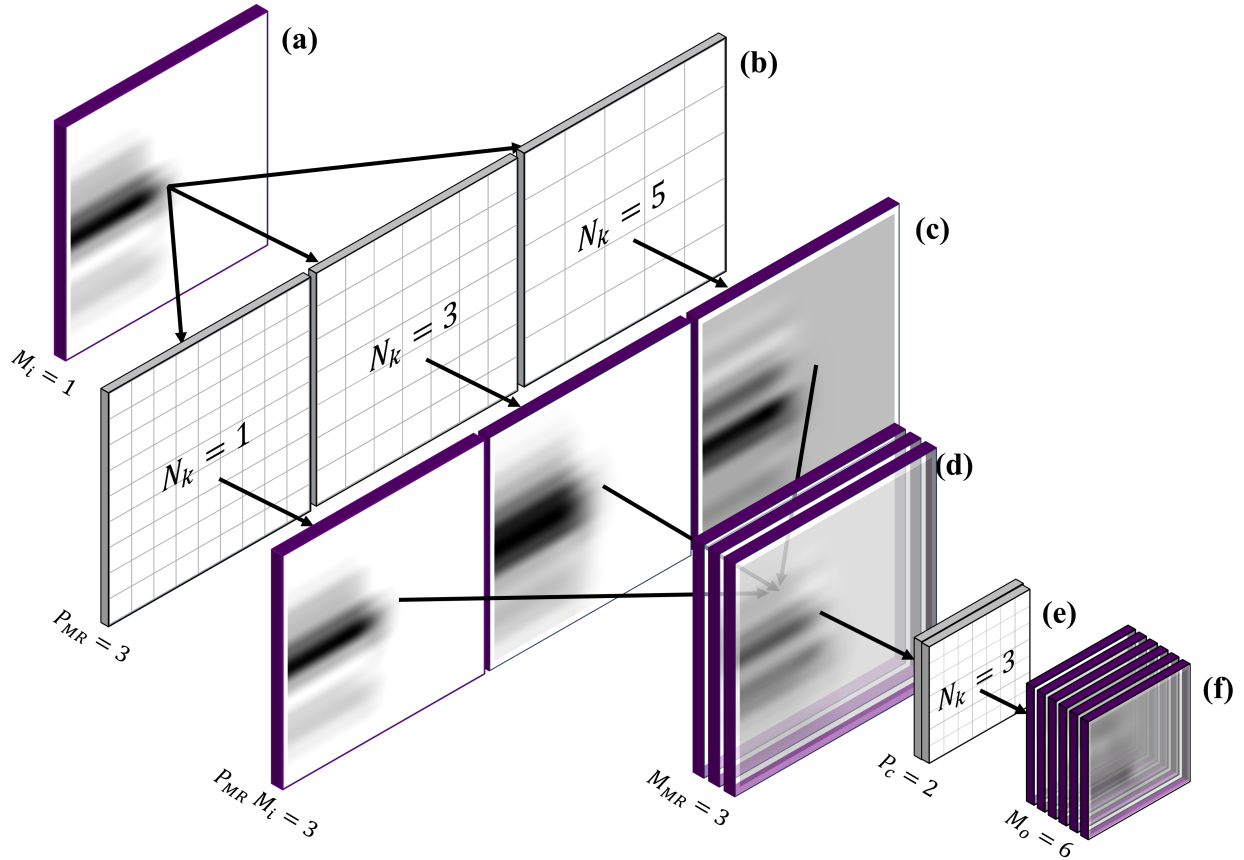 (a)
(b)
N_k = 5
(c)
M_i = 1
N_k = 3
N_k = 1
(d)
P_MR = 3
(e)
N_k = 3
(f)
P_MR M_i = 3
M_MR = 3
P_c = 2
M_o = 6